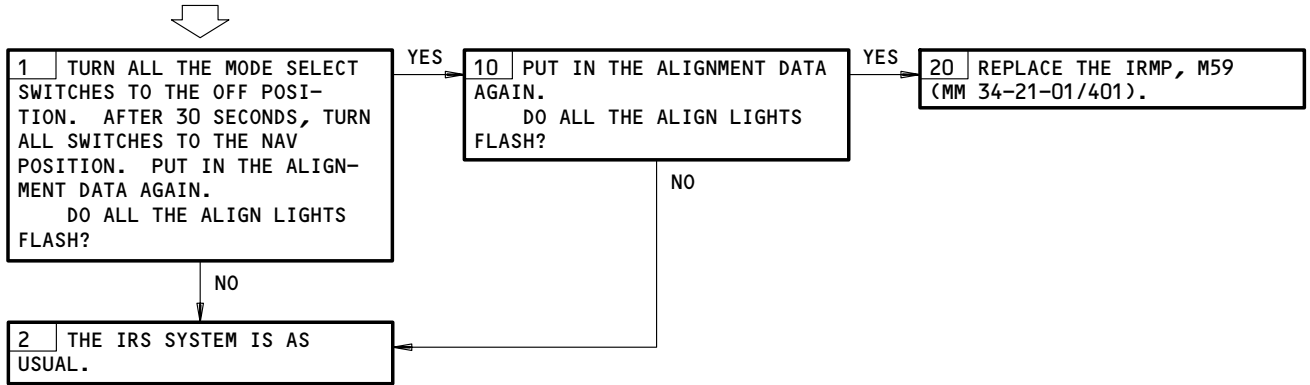 1 TURN ALL THE MODE SELECT
SWITCHES TO THE OFF POSI-
TION. AFTER 30 SECONDS, TURN
ALL SWITCHES TO THE NAV
POSITION. PUT IN THE ALIGN-
MENT DATA AGAIN.
DO ALL THE ALIGN LIGHTS
FLASH?
YES
10 PUT IN THE ALIGNMENT DATA
AGAIN.
DO ALL THE ALIGN LIGHTS
FLASH?
YES
20 REPLACE THE IRMP, M59
(MM 34-21-01/401).
NO
NO
2 THE IRS SYSTEM IS AS
USUAL.